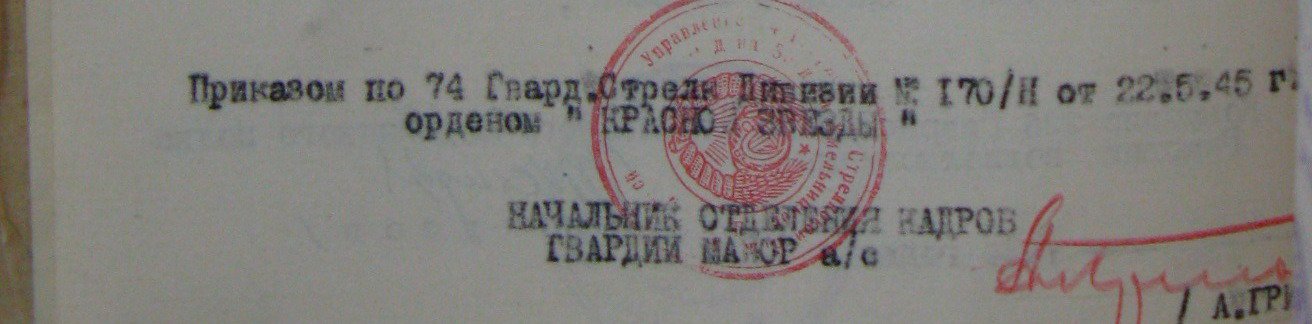 Приказом по 74 Гвард.Стрелк Дивизии № 170/Н от 22.5.45 г.
орденом " КРАСНОЙ ЗВЕЗДЫ "
НАЧАЛЬНИК ОТДЕЛЕНИЯ КАДРОВ
ГВАРДИИ МАЙОР а/с
/ А.ГРИ